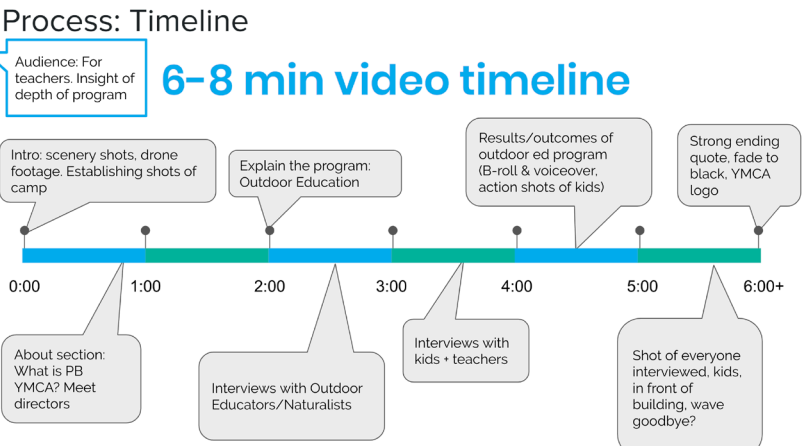 Process: Timeline
Audience: For
teachers. Insight of
depth of program
6-8 min video timeline
Intro: scenery shots, drone
footage. Establishing shots of
camp
Explain the program:
Outdoor Education
Results/outcomes of
outdoor ed program
(B-roll & voiceover,
action shots of kids)
Strong ending
quote, fade to
black, YMCA
logo
0:00
1:00
2:00
3:00
4:00
5:00
6:00+
About section:
What is PB
YMCA? Meet
directors
Interviews with Outdoor
Educators/Naturalists
Interviews with
kids + teachers
Shot of everyone
interviewed, kids,
in front of
building, wave
goodbye?